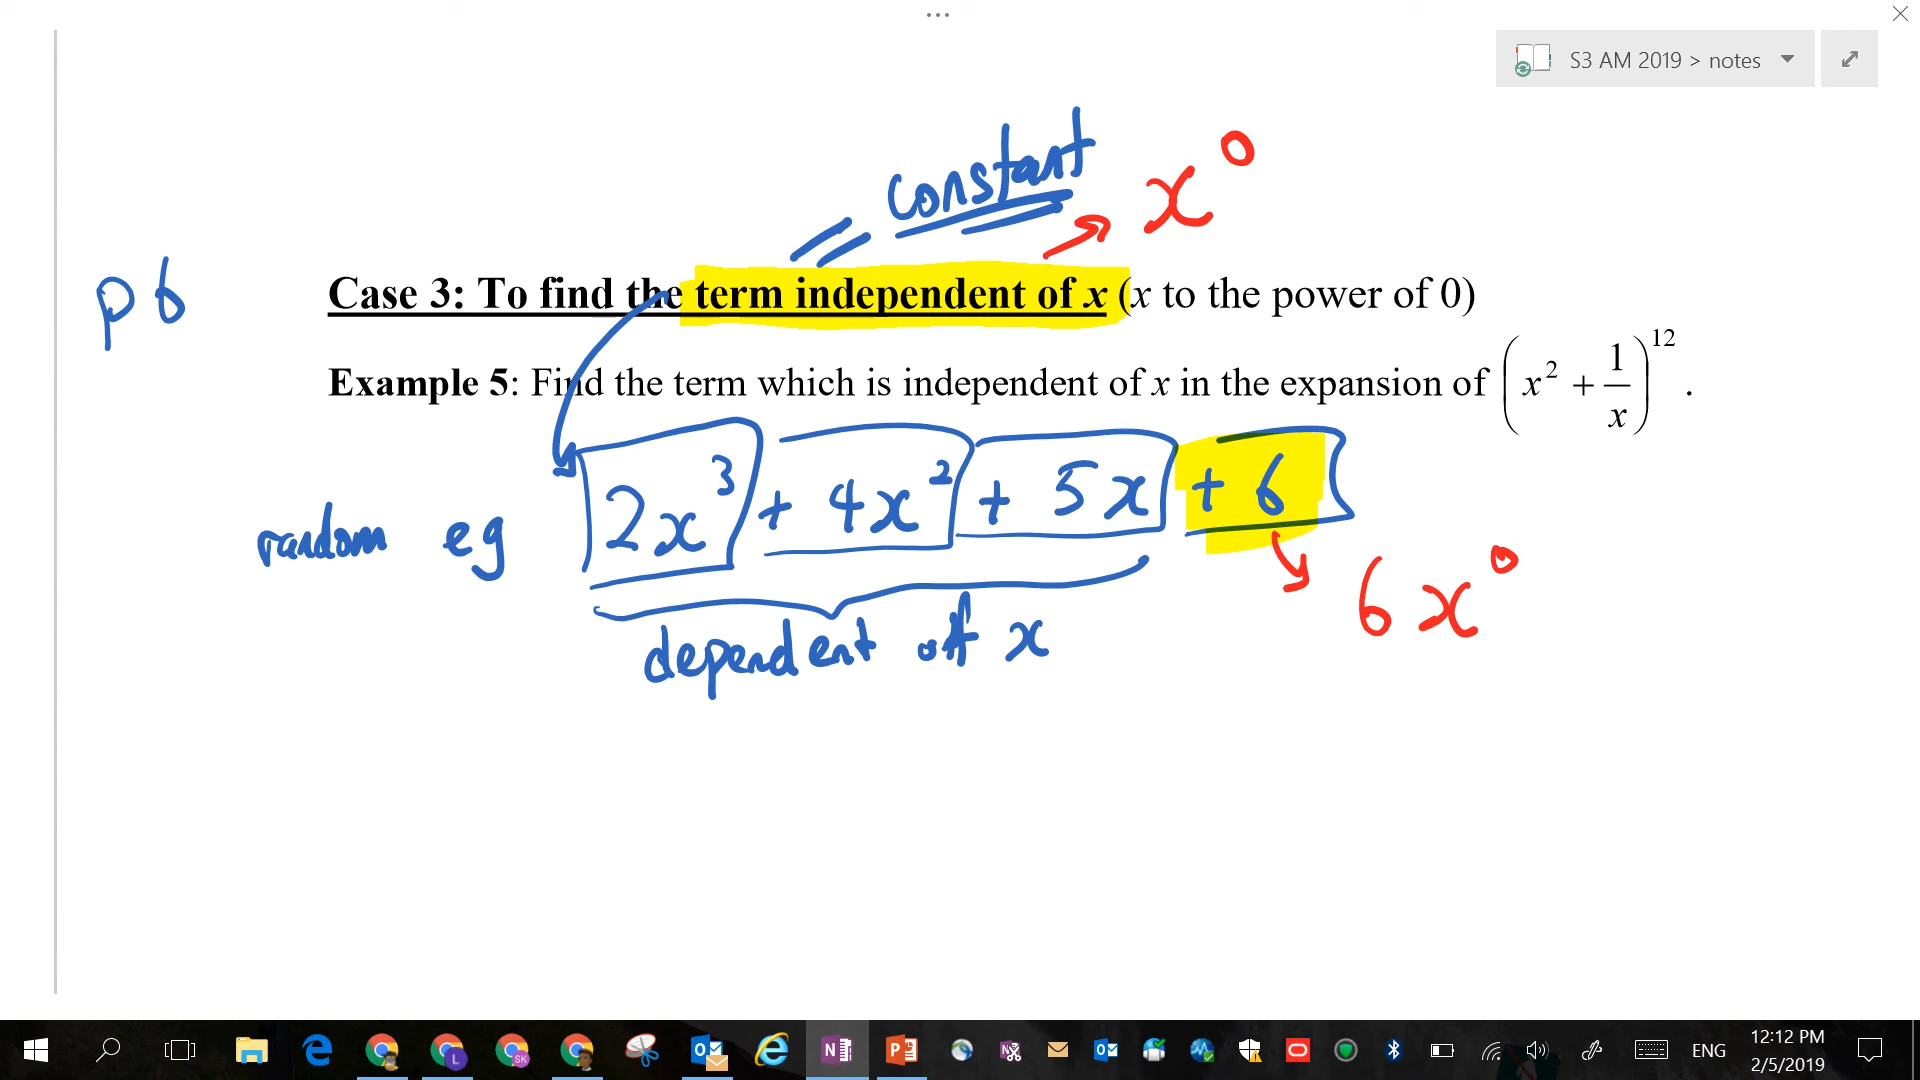 S3 AM 2019 > notes
constant x⁰
p6
Case 3: To find the term independent of x (x to the power of 0)
Example 5: Find the term which is independent of x in the expansion of (x² + 1/x)¹² .
random eg 2x³ + 4x² + 5x + 6
6x⁰
dependent of x
ENG
12:12 PM
2/5/2019